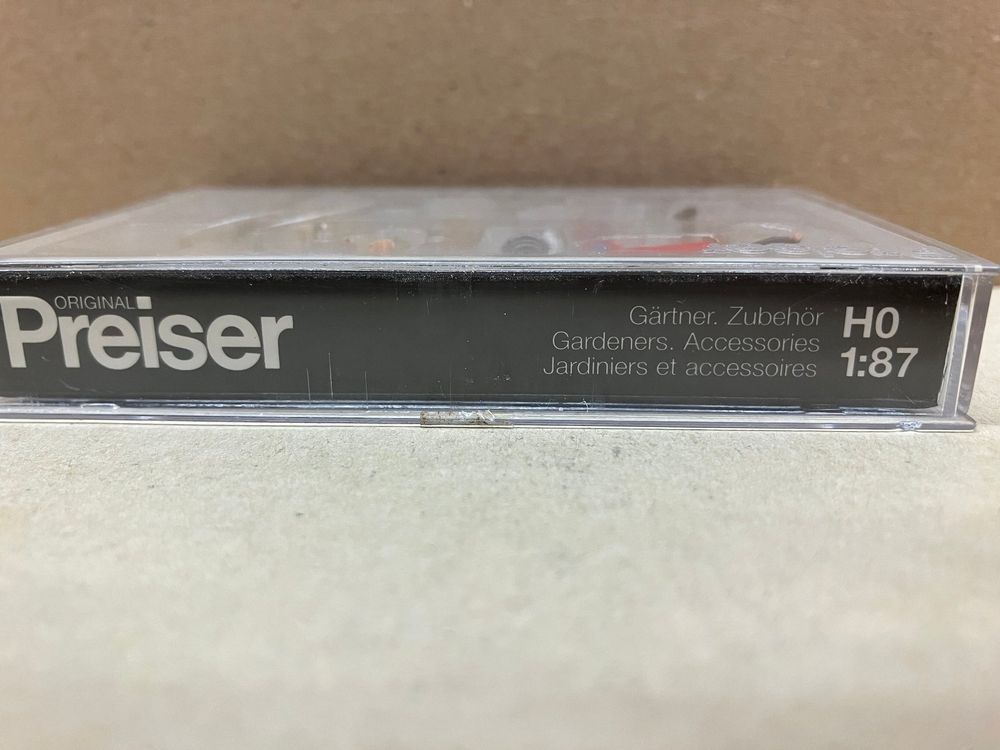 ORIGINAL
Preiser
Gärtner. Zubehör
Gardeners. Accessories
Jardiniers et accessoires
H0
1:87